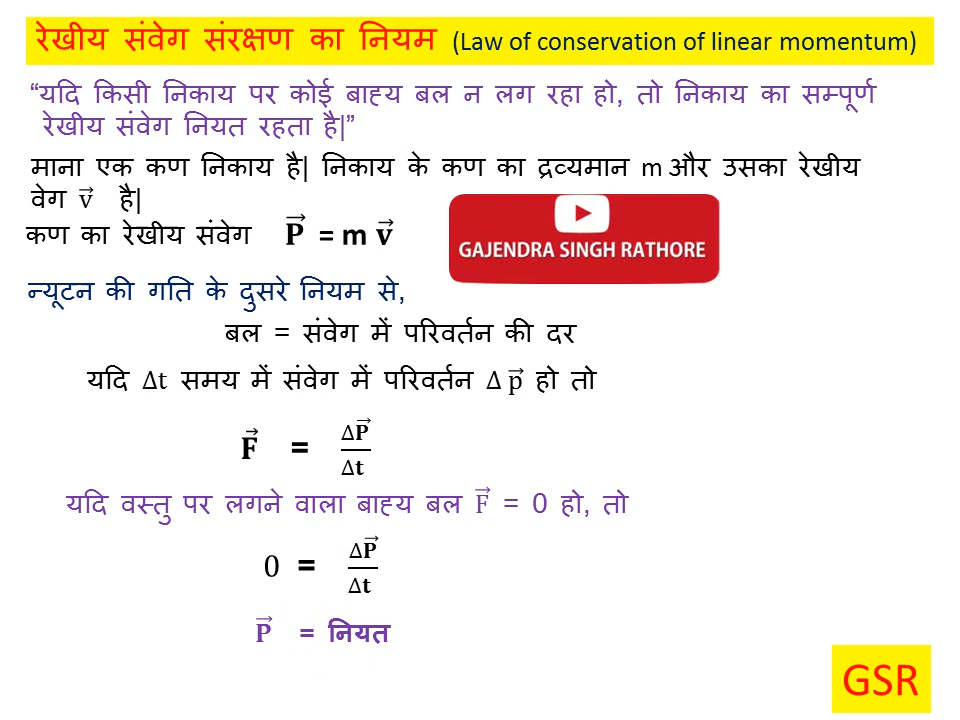 रेखीय संवेग संरक्षण का नियम (Law of conservation of linear momentum)
“यदि किसी निकाय पर कोई बाह्य बल न लग रहा हो, तो निकाय का सम्पूर्ण
रेखीय संवेग नियत रहता है|”
माना एक कण निकाय है| निकाय के कण का द्रव्यमान m और उसका रेखीय
वेग v⃗ है|
कण का रेखीय संवेग P⃗ = m v⃗
GAJENDRA SINGH RATHORE
न्यूटन की गति के दुसरे नियम से,
बल = संवेग में परिवर्तन की दर
यदि Δt समय में संवेग में परिवर्तन Δ p⃗ हो तो
F⃗ = ΔP⃗/Δt
यदि वस्तु पर लगने वाला बाह्य बल F⃗ = 0 हो, तो
0 = ΔP⃗/Δt
P⃗ = नियत
GSR